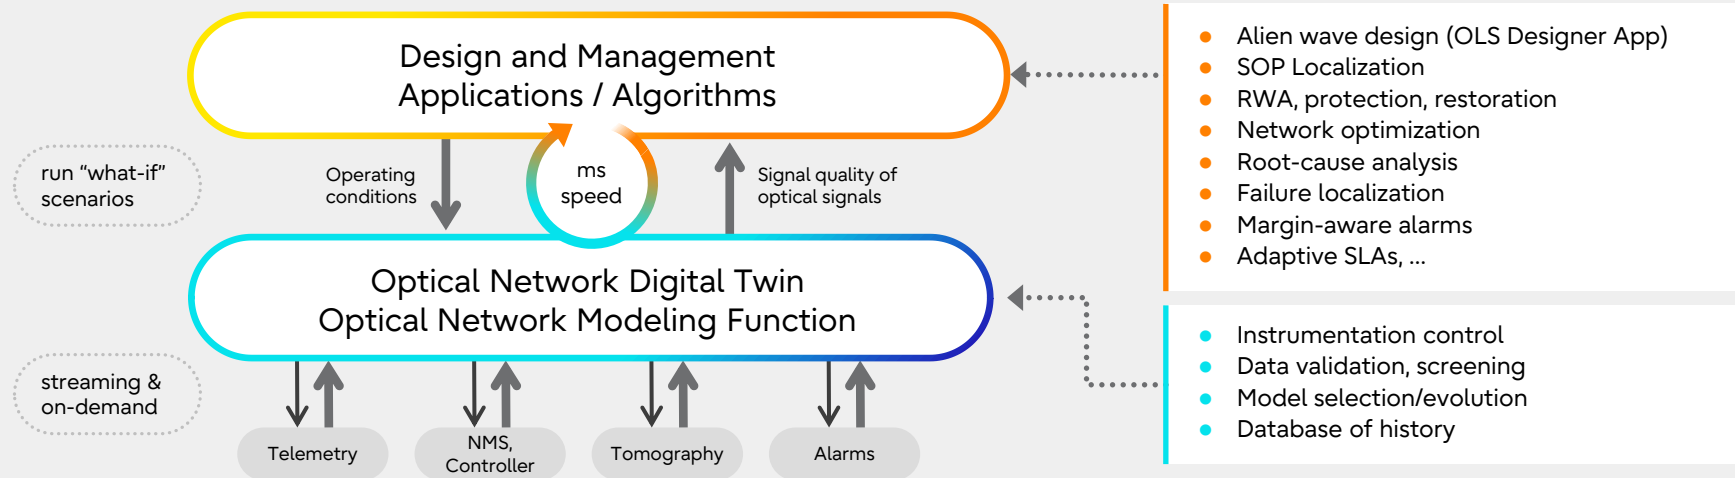 Design and Management
Applications / Algorithms
run “what-if”
scenarios
Operating
conditions
ms
speed
Signal quality of
optical signals
Optical Network Digital Twin
Optical Network Modeling Function
streaming &
on-demand
Telemetry
NMS,
Controller
Tomography
Alarms
Alien wave design (OLS Designer App)
SOP Localization
RWA, protection, restoration
Network optimization
Root-cause analysis
Failure localization
Margin-aware alarms
Adaptive SLAs, ...
Instrumentation control
Data validation, screening
Model selection/evolution
Database of history